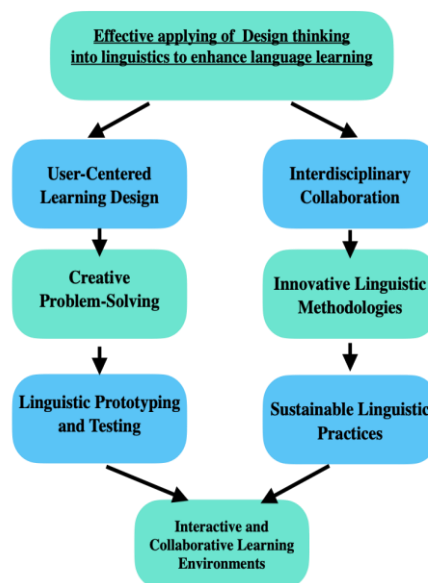 Effective applying of Design thinking
into linguistics to enhance language learning
User-Centered
Learning Design
Interdisciplinary
Collaboration
Creative
Problem-Solving
Innovative Linguistic
Methodologies
Linguistic Prototyping
and Testing
Sustainable Linguistic
Practices
Interactive and
Collaborative Learning
Environments